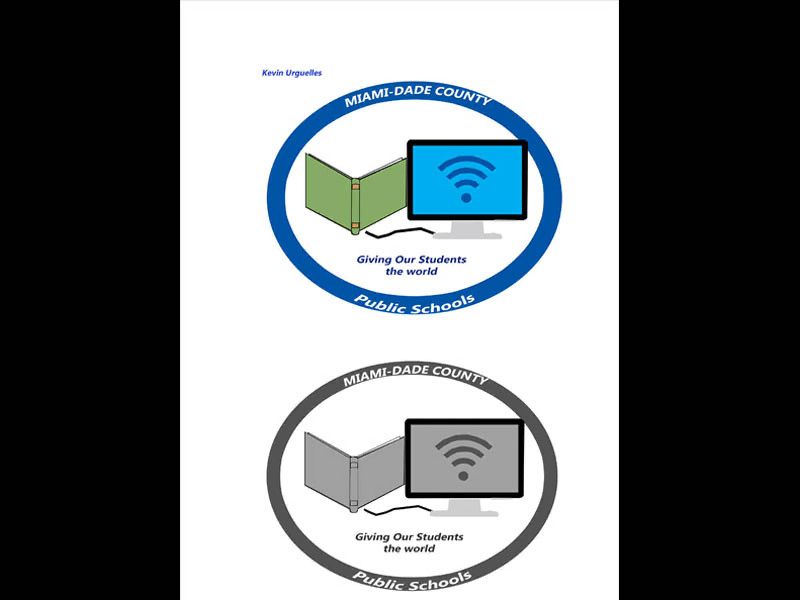 Kevin Urguelles
MIAMI-DADE COUNTY
Giving Our Students
the world
Public Schools
MIAMI-DADE COUNTY
Giving Our Students
the world
Public Schools